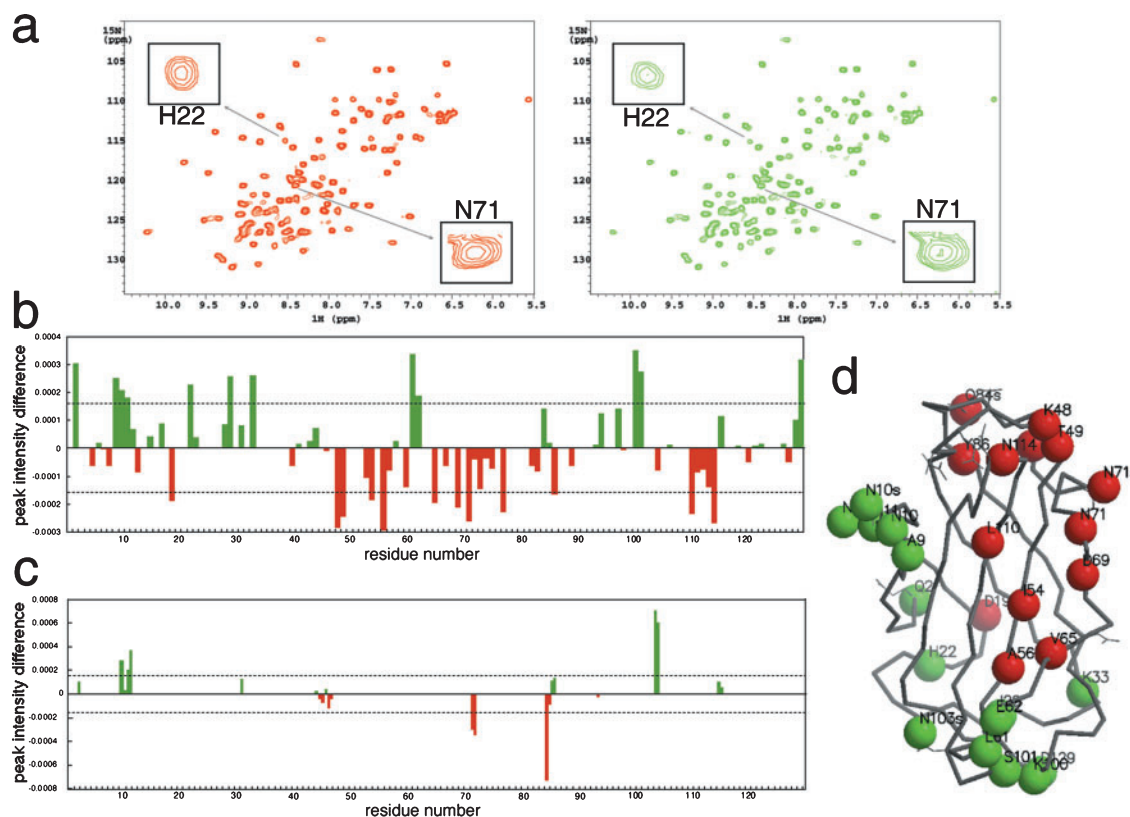 a
15N
(ppm)
105
110
115
120
125
130
H22
N71
10.0 9.5 9.0 8.5 8.0 7.5 7.0 6.5 6.0 5.5
1H (ppm)
15N
(ppm)
105
110
115
120
125
130
H22
N71
10.0 9.5 9.0 8.5 8.0 7.5 7.0 6.5 6.0 5.5
1H (ppm)
b
peak intensity difference
0.0004
0.0003
0.0002
0.0001
0
-0.0001
-0.0002
-0.0003
10 20 30 40 50 60 70 80 90 100 110 120
residue number
c
peak intensity difference
0.0008
0.0006
0.0004
0.0002
0
-0.0002
-0.0004
-0.0006
-0.0008
10 20 30 40 50 60 70 80 90 100 110 120
residue number
d
Q84s
K48
T49
Y86
N114
N71
N10s
N10
N71
A9
L110
D69
Q2
I54
D19
H22
V65
A56
K33
E62
N103s
L61
S101
D129
K100